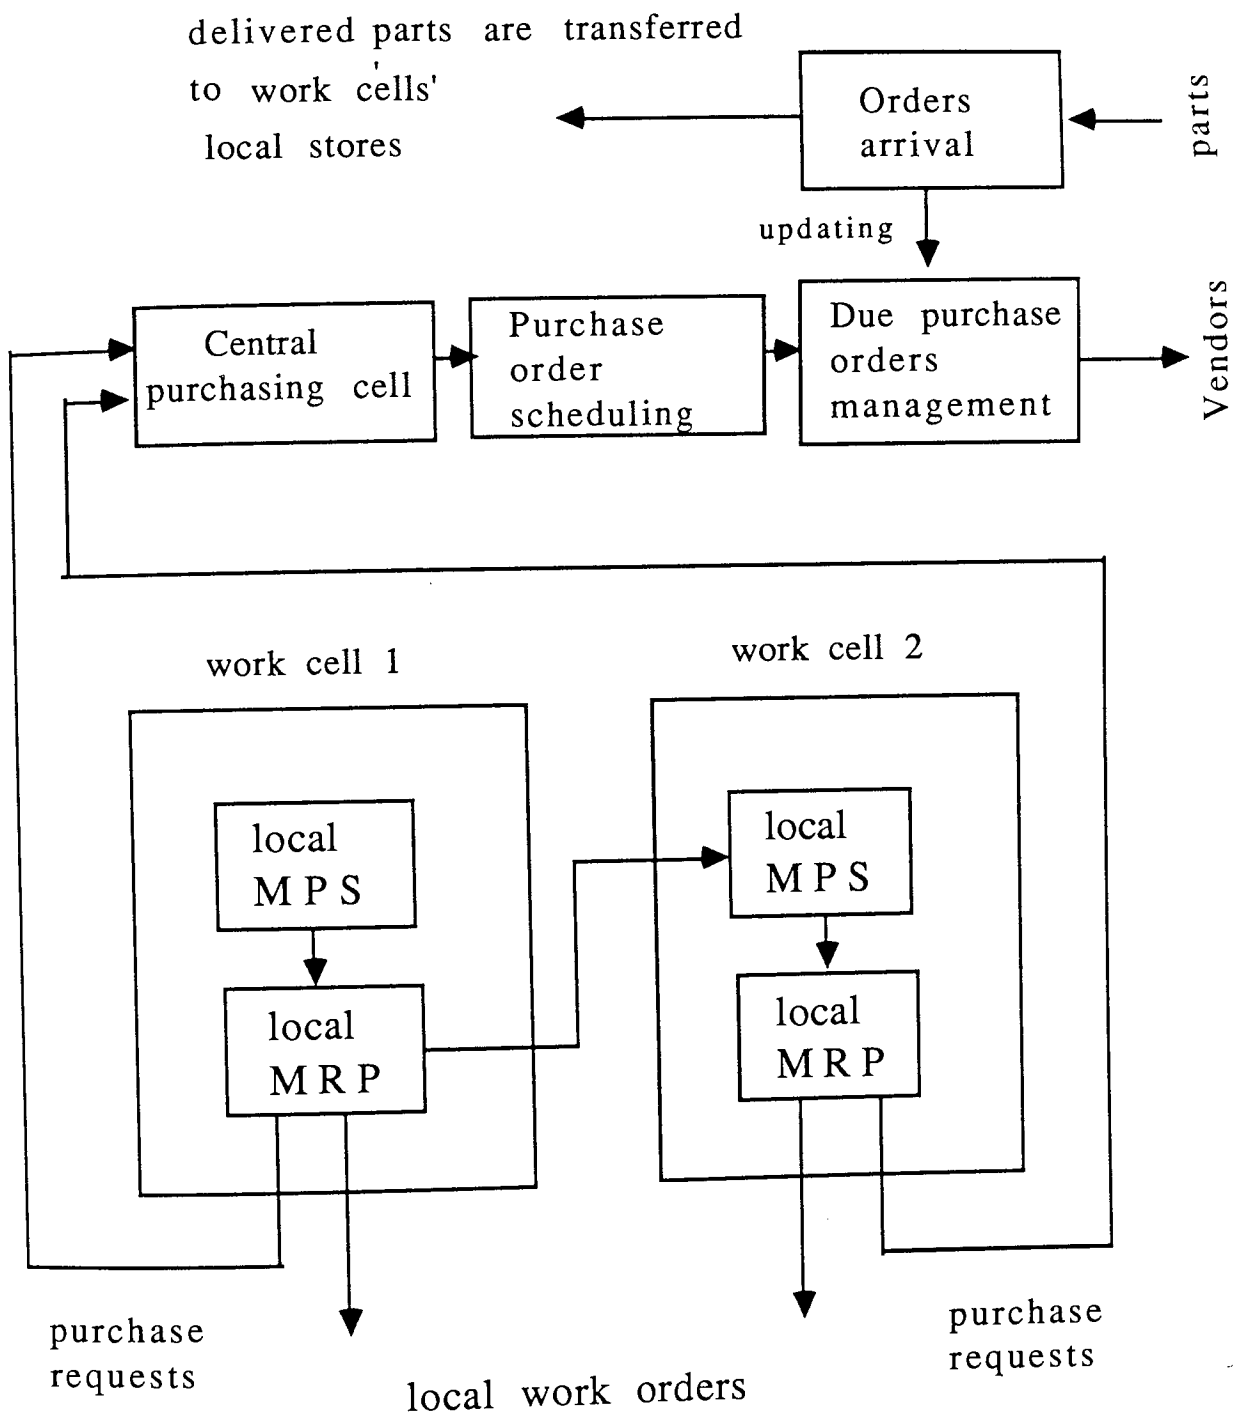 delivered parts are transferred
to work cells'
local stores
Orders
arrival
parts
updating
Central
purchasing cell
Purchase
order
scheduling
Due purchase
orders
management
Vendors
work cell 1
work cell 2
local
MPS
local
MRP
local
MPS
local
MRP
purchase
requests
local work orders
purchase
requests